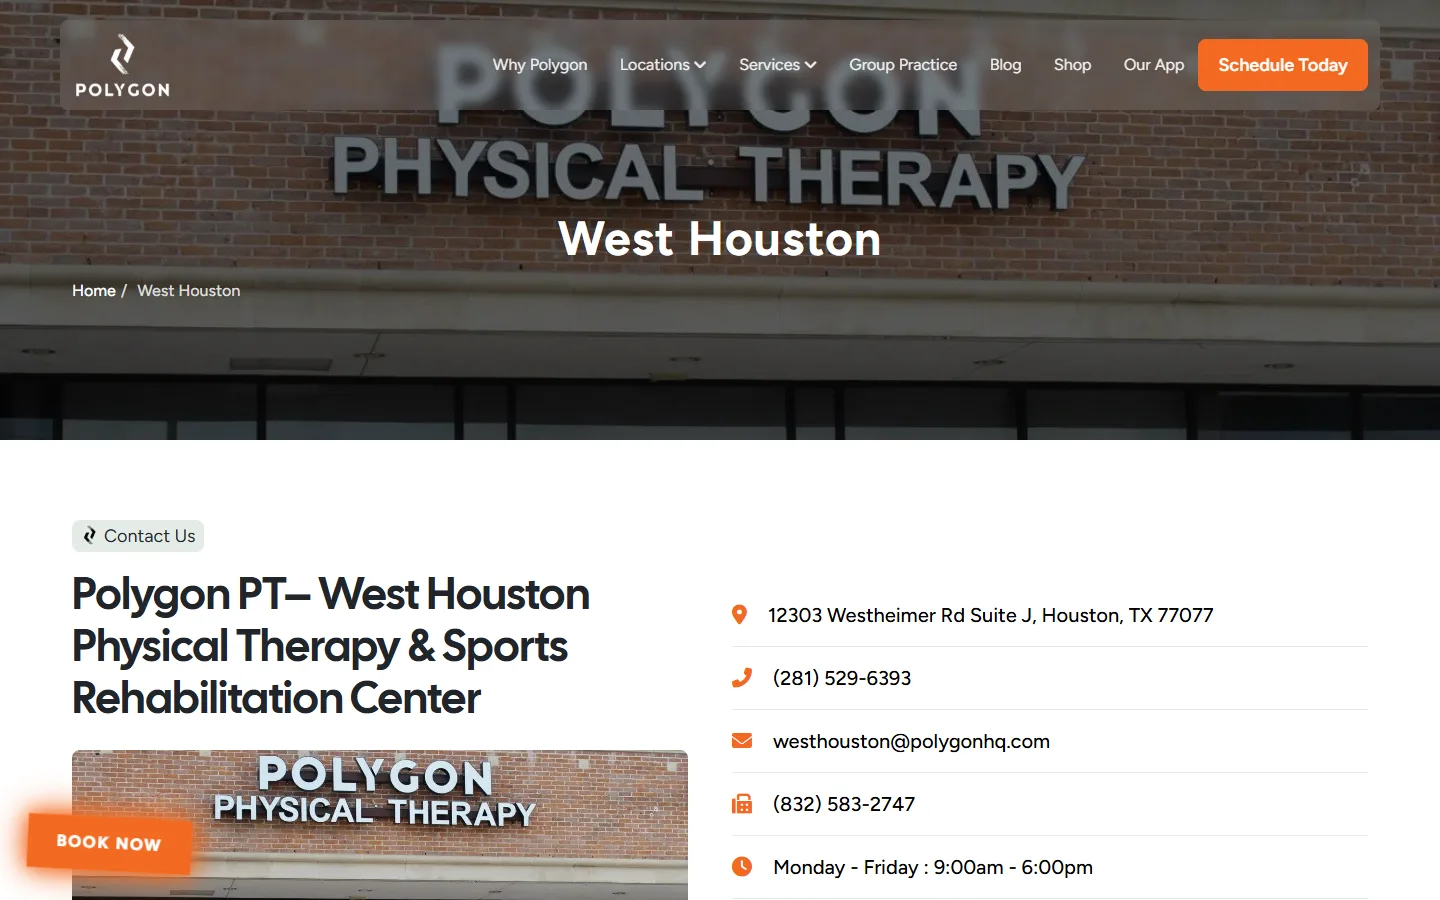 POLYGON
Why Polygon
Locations
Services
Group Practice
Blog
Shop
Our App
Schedule Today
POLYGON
PHYSICAL THERAPY
West Houston
Home / West Houston
Contact Us
Polygon PT– West Houston
Physical Therapy & Sports
Rehabilitation Center
POLYGON
PHYSICAL THERAPY
BOOK NOW
12303 Westheimer Rd Suite J, Houston, TX 77077
(281) 529-6393
westhouston@polygonhq.com
(832) 583-2747
Monday - Friday : 9:00am - 6:00pm